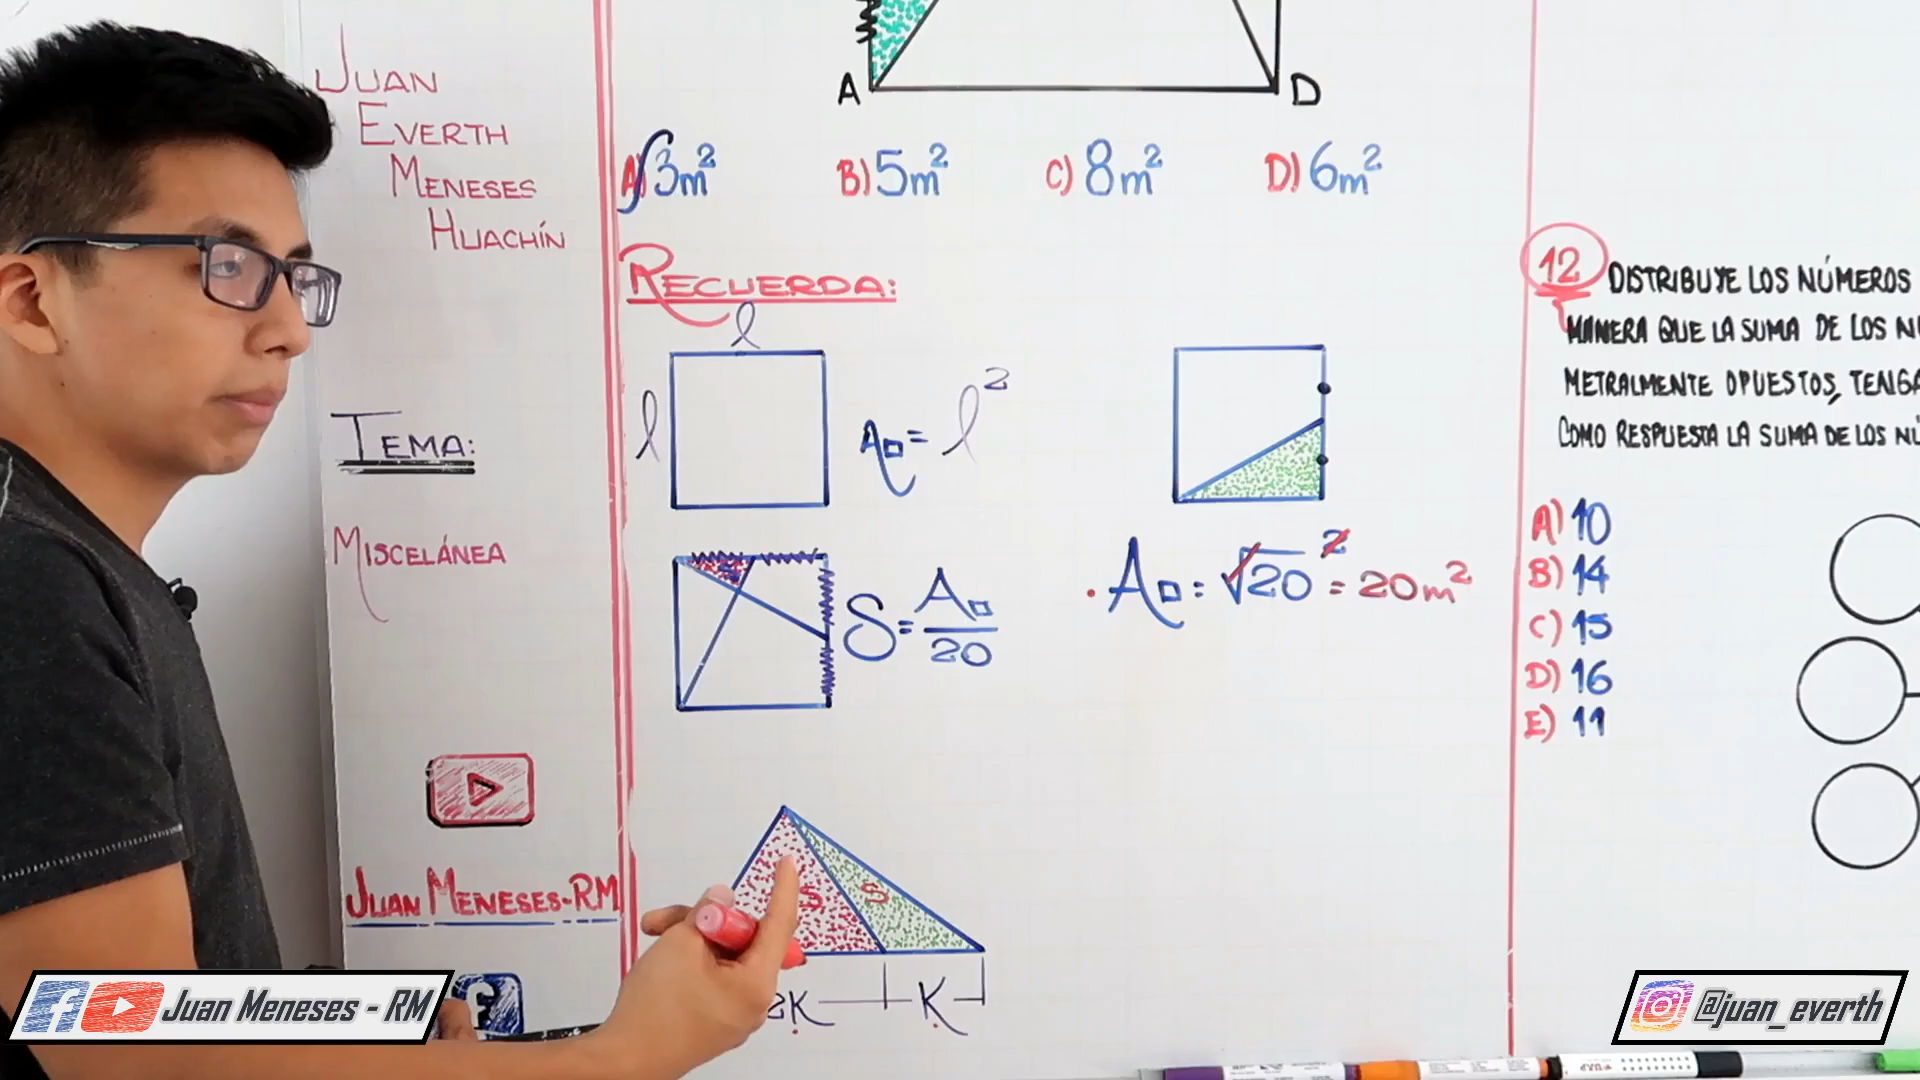 JUAN
EVERTH
MENESES
HUACHÍN
TEMA:
MISCELÁNEA
JUAN MENESES-RM
A D
A) 3m² B) 5m² C) 8m² D) 6m²
RECUERDA:
l
l
A□= l²
S
S= A□/20
• A□ = √20² = 20m²
S S
2K K
12 DISTRIBUYE LOS NÚMEROS
MANERA QUE LA SUMA DE LOS
METRALMENTE OPUESTOS,
COMO RESPUESTA LA SUMA DE LOS
A) 10
B) 14
C) 15
D) 16
E) 11
Juan Meneses - RM
@juan_everth